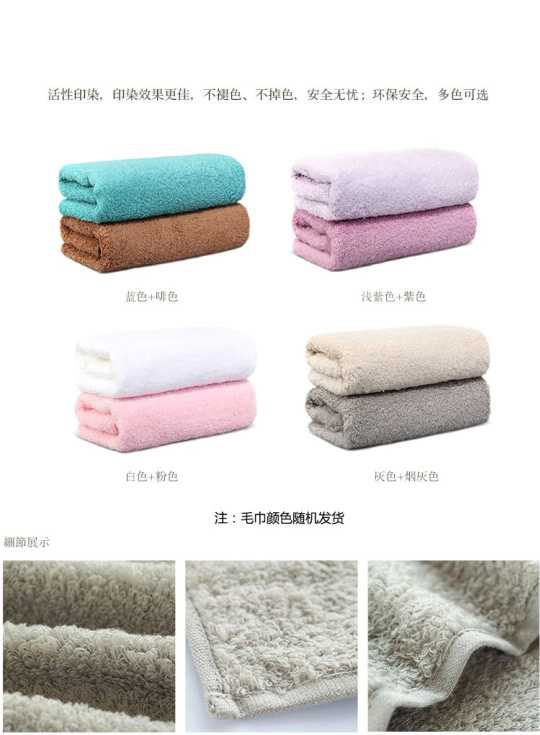 活性印染，印染效果更佳，不褪色、不掉色，安全无忧；环保安全，多色可选
蓝色+啡色
浅紫色+紫色
白色+粉色
灰色+烟灰色
注：毛巾颜色随机发货
細節展示